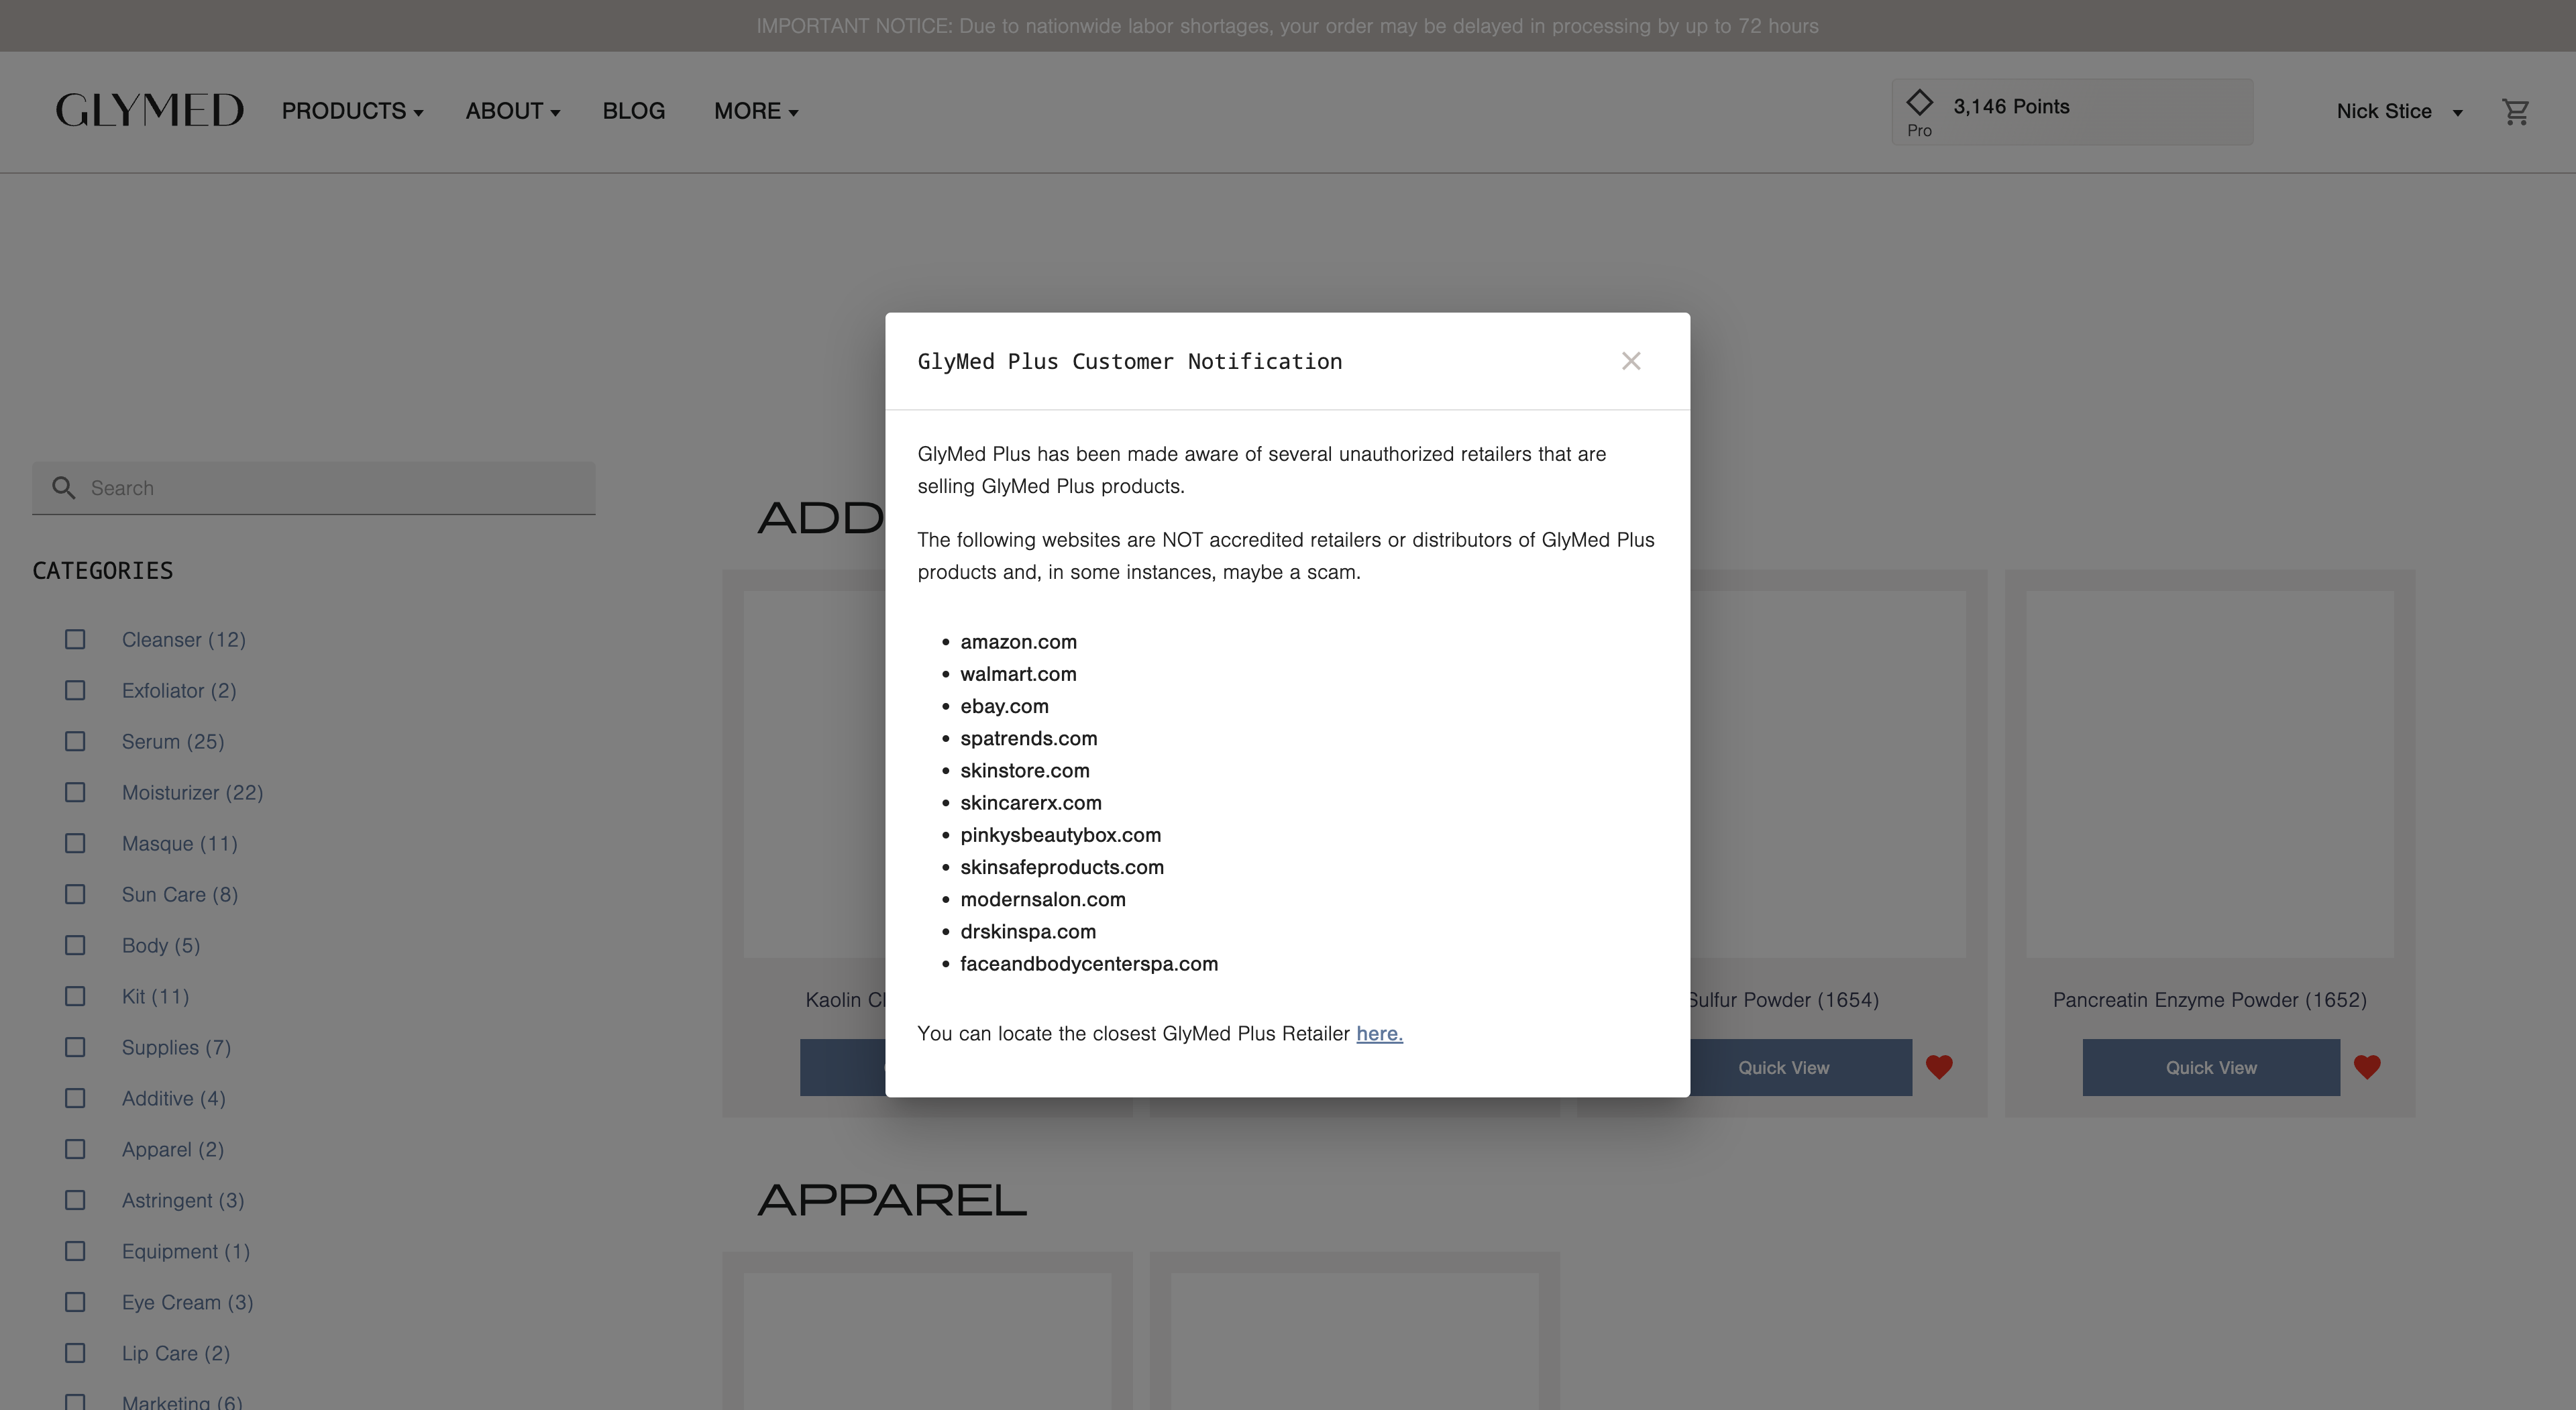 IMPORTANT NOTICE: Due to nationwide labor shortages, your order may be delayed in processing by up to 72 hours
GLYMED
PRODUCTS
ABOUT
BLOG
MORE
Pro
3,146 Points
Nick Stice
Search
CATEGORIES
Cleanser (12)
Exfoliator (2)
Serum (25)
Moisturizer (22)
Masque (11)
Sun Care (8)
Body (5)
Kit (11)
Supplies (7)
Additive (4)
Apparel (2)
Astringent (3)
Equipment (1)
Eye Cream (3)
Lip Care (2)
Marketing (6)
ADD
GlyMed Plus Customer Notification
GlyMed Plus has been made aware of several unauthorized retailers that are
selling GlyMed Plus products.
The following websites are NOT accredited retailers or distributors of GlyMed Plus
products and, in some instances, maybe a scam.
• amazon.com
• walmart.com
• ebay.com
• spatrends.com
• skinstore.com
• skincarerx.com
• pinkysbeautybox.com
• skinsafeproducts.com
• modernsalon.com
• drskinspa.com
• faceandbodycenterspa.com
You can locate the closest GlyMed Plus Retailer here.
Kaolin
Sulfur Powder (1654)
Pancreatin Enzyme Powder (1652)
Quick View
Quick View
APPAREL